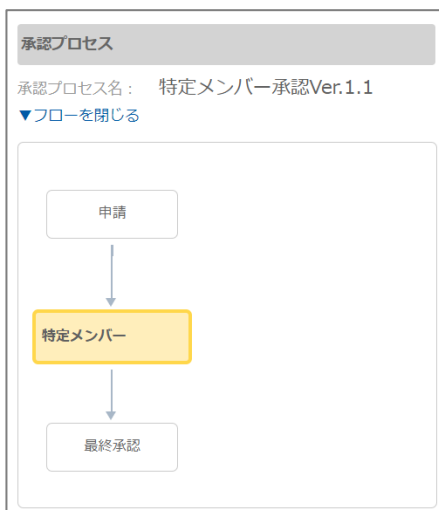 承認プロセス
承認プロセス名： 特定メンバー承認Ver.1.1
▼フローを閉じる
申請
特定メンバー
最終承認